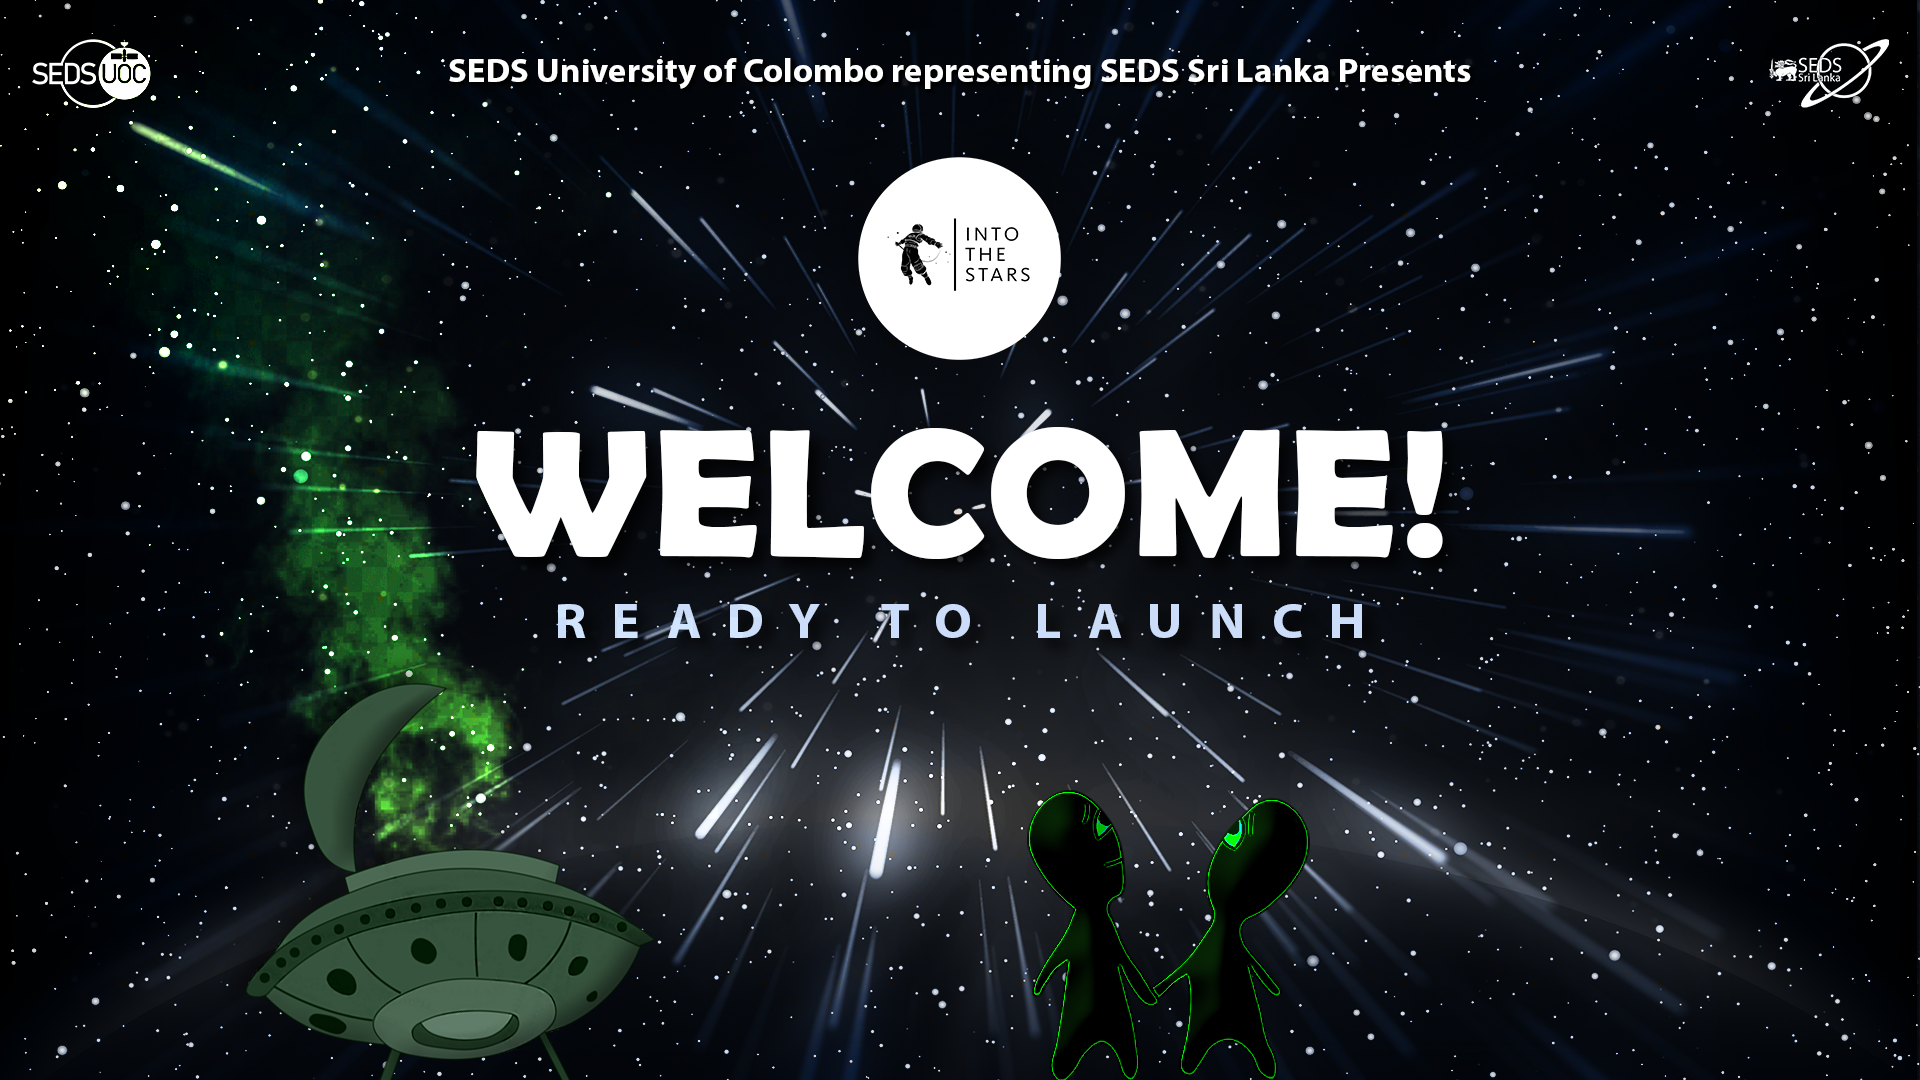 SEDS UOC
SEDS University of Colombo representing SEDS Sri Lanka Presents
SEDS
Sri Lanka
INTO
THE
STARS
WELCOME!
READY TO LAUNCH